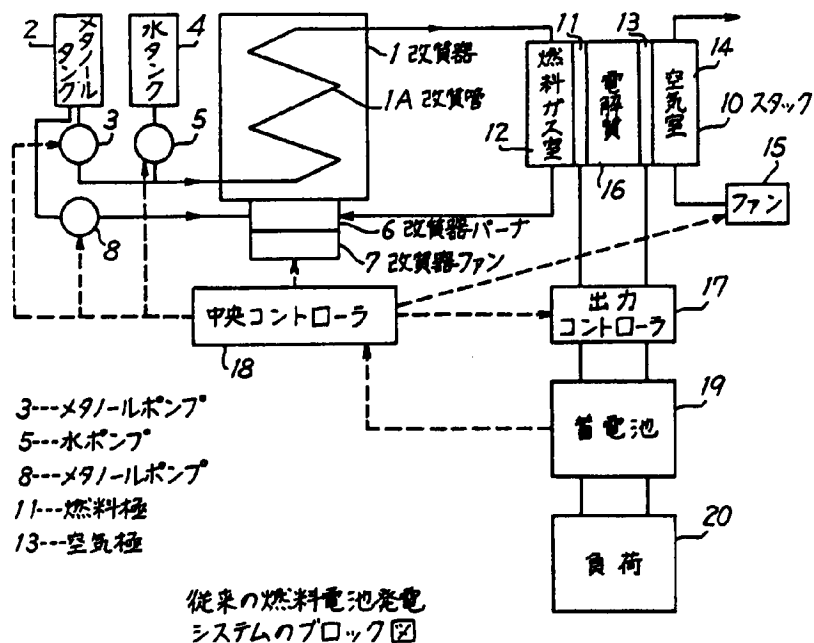 2
メタノール
タンク
水タンク
4
3
5
8
1 改質器
1A 改質管
6 改質器バーナ
7 改質器ファン
11
13
14
燃料ガス室
12
電解質
16
空気室
10 スタック
15
ファン
中央コントローラ
18
出力
コントローラ
17
蓄電池
19
負荷
20
3---メタノールポンプ
5---水ポンプ
8---メタノールポンプ
11---燃料極
13---空気極
従来の燃料電池発電
システムのブロック図